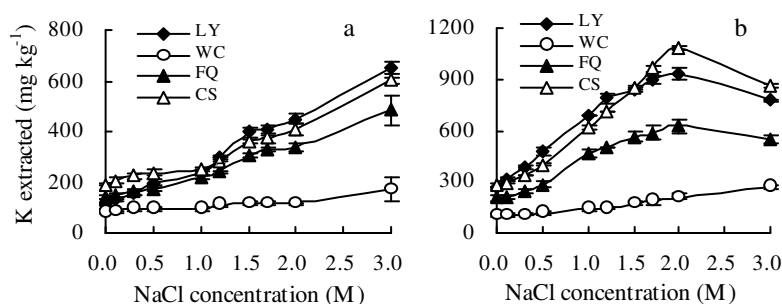 K extracted (mg kg⁻¹)
800
600
400
200
0
LY
WC
FQ
CS
a
0.0 0.5 1.0 1.5 2.0 2.5 3.0
NaCl concentration (M)
1200
900
600
300
0
LY
WC
FQ
CS
b
0.0 0.5 1.0 1.5 2.0 2.5 3.0
NaCl concentration (M)